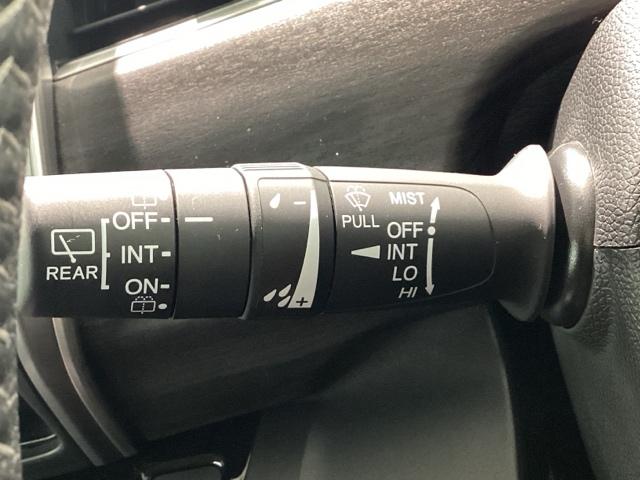 REAR
OFF
INT
ON
-
+
PULL
MIST
OFF
INT
LO
HI